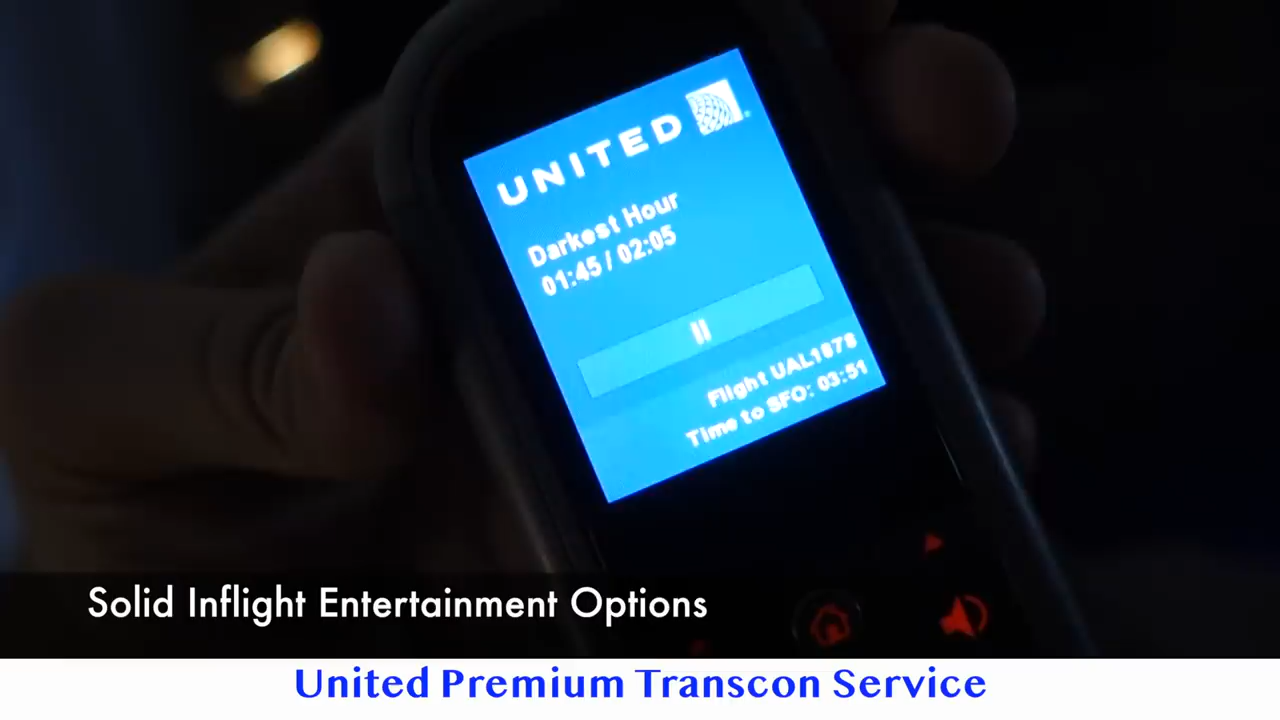 UNITED
Darkest Hour
01:45 / 02:05
Flight UAL1678
Time to SFO: 03:51
Solid Inflight Entertainment Options
United Premium Transcon Service